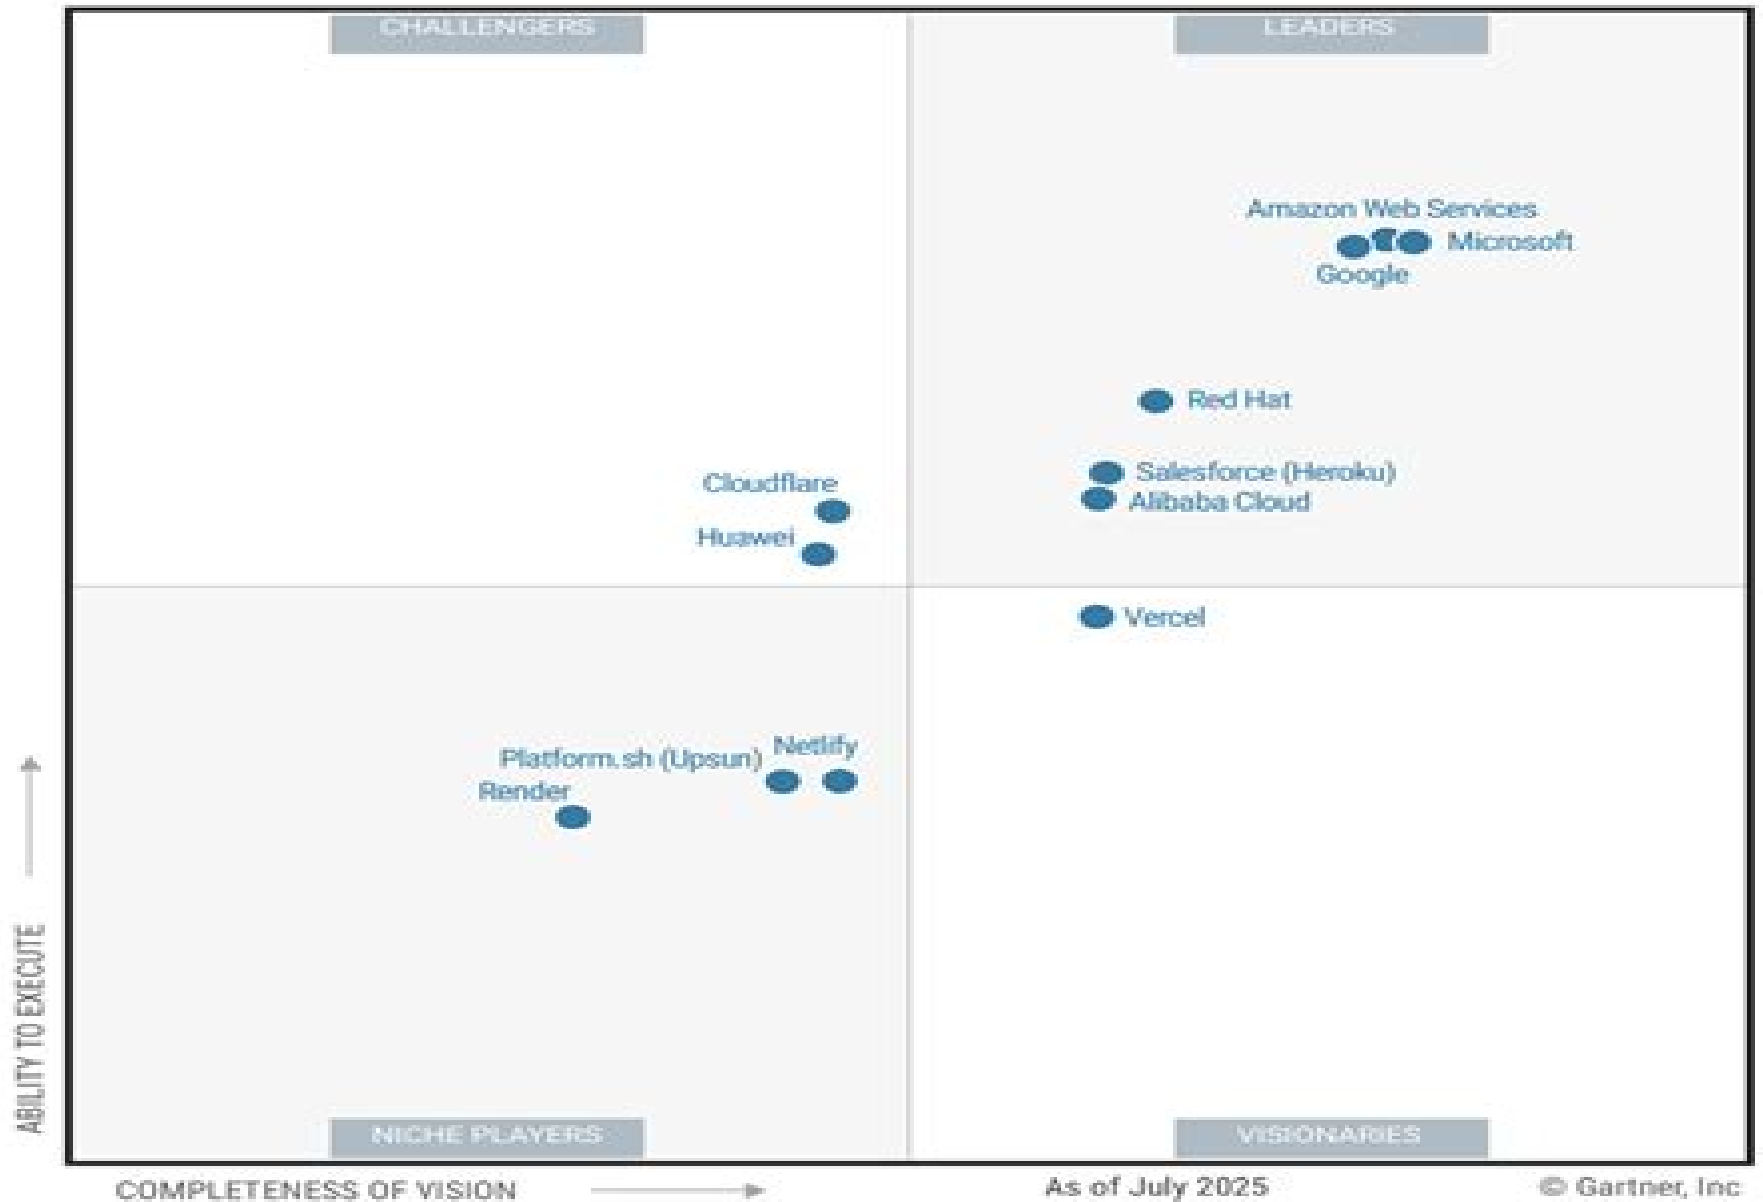 CHALLENGERS
LEADERS
Amazon Web Services
Microsoft
Google
Red Hat
Salesforce (Heroku)
Alibaba Cloud
Cloudflare
Huawei
Vercel
Netlify
Platform.sh (Upsun)
Render
ABILITY TO EXECUTE
NICHE PLAYERS
VISIONARIES
COMPLETENESS OF VISION
As of July 2025
© Gartner, Inc